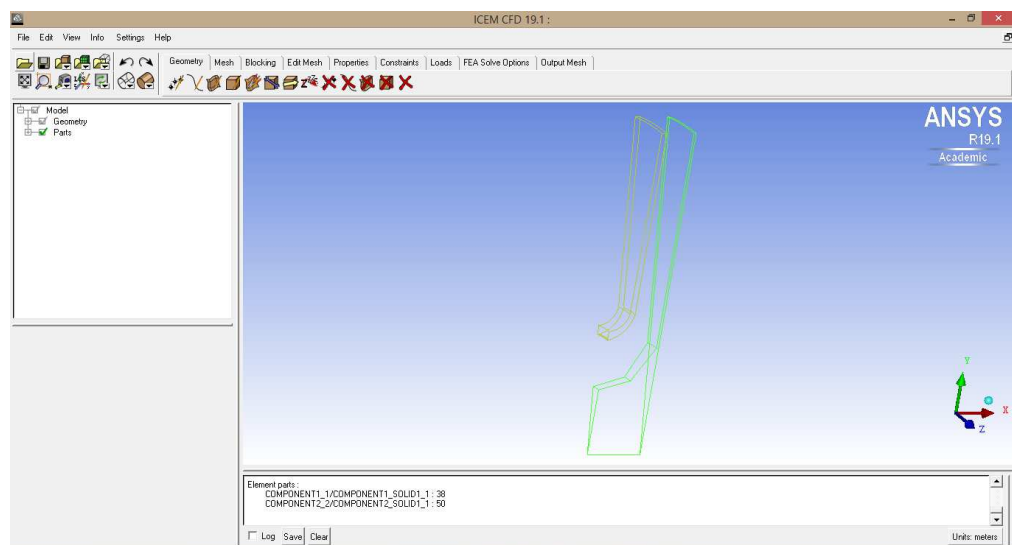 ICEM CFD 19.1 :
File Edit View Info Settings Help
Geometry Mesh Blocking Edit Mesh Properties Constraints Loads FEA Solve Options Output Mesh
Model
Geometry
Parts
ANSYS
R19.1
Academic
Y
X
Z
Element parts :
COMPONENT1_1/COMPONENT1_SOLID1_1 : 38
COMPONENT2_2/COMPONENT2_SOLID1_1 : 50
Log Save Clear
Units: meters